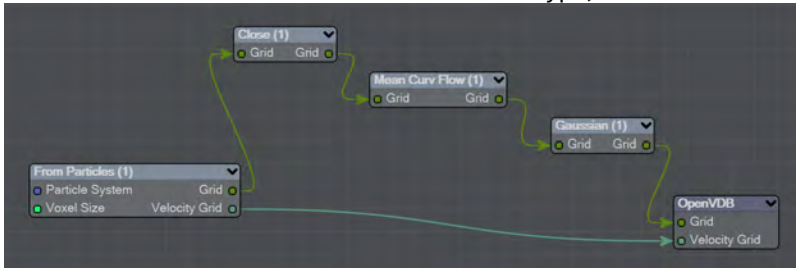 Close (1)
Grid Grid
Mean Curv Flow (1)
Grid Grid
Gaussian (1)
Grid Grid
From Particles (1)
Particle System Grid
Voxel Size Velocity Grid
OpenVDB
Grid
Velocity Grid